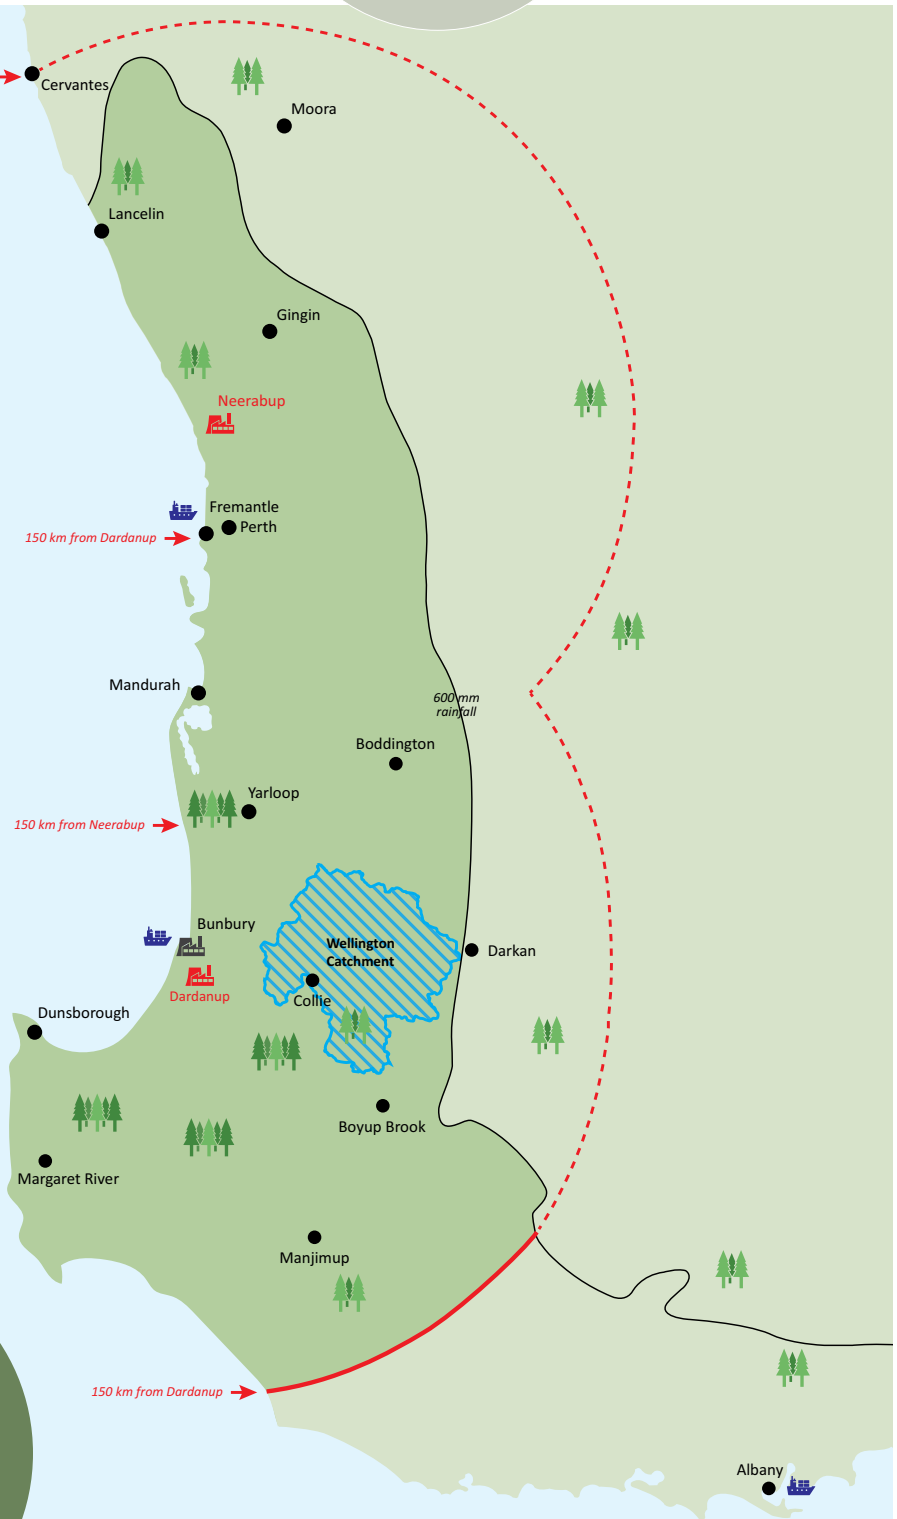 Cervantes
Moora
Lancelin
Gingin
Neerabup
Fremantle
Perth
150 km from Dardanup
Mandurah
600 mm
rainfall
Boddington
Yarloop
150 km from Neerabup
Bunbury
Wellington
Catchment
Darkan
Dardanup
Collie
Dunsborough
Boyup Brook
Margaret River
Manjimup
150 km from Dardanup
Albany